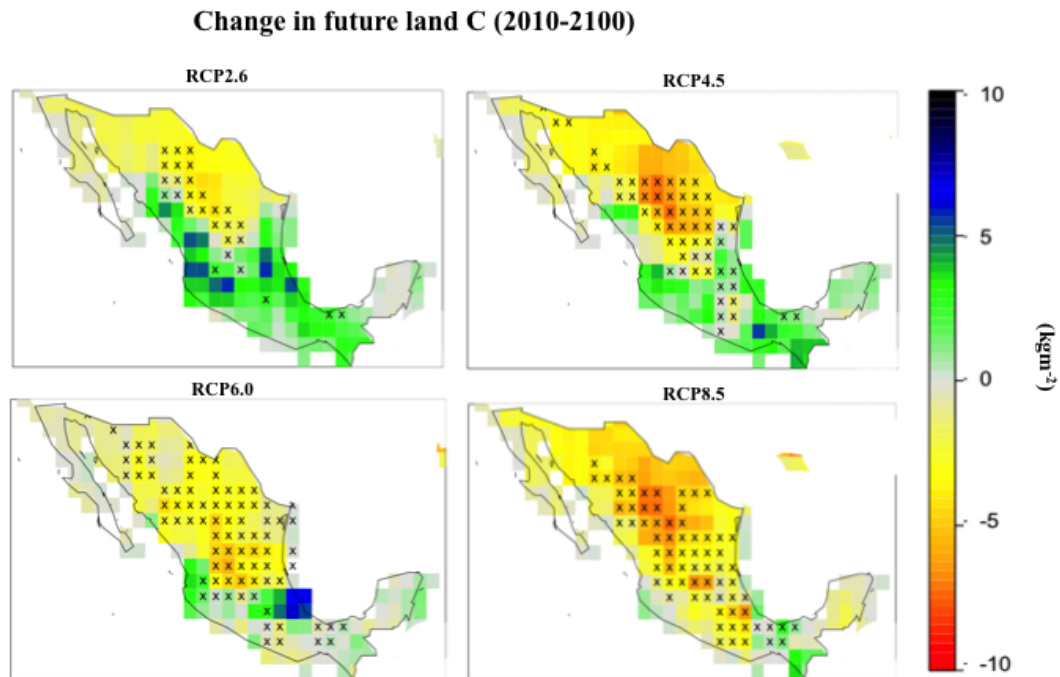 Change in future land C (2010-2100)
RCP2.6
RCP4.5
10
5
0
(kgm-2)
-5
-10
RCP6.0
RCP8.5